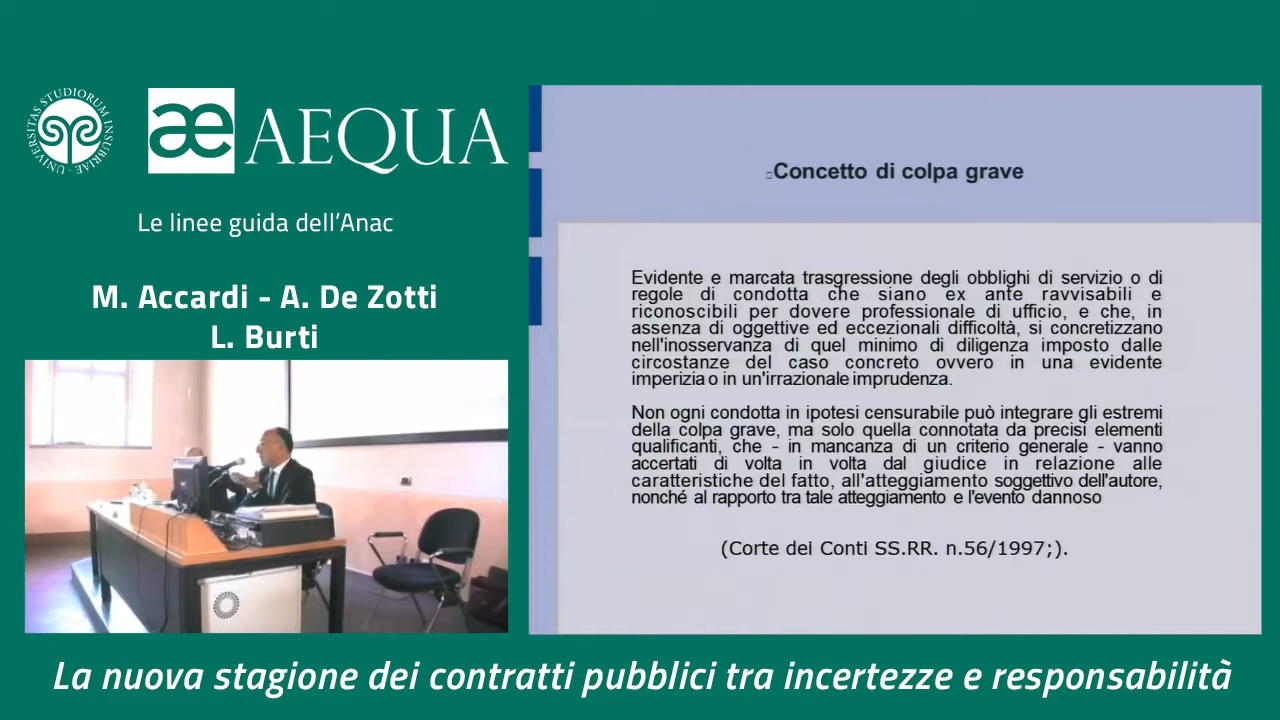 UNIVERSITAS STUDIORUM INSUBRIAE
æ AEQUA
Le linee guida dell'Anac
M. Accardi - A. De Zotti
L. Burti
Concetto di colpa grave
Evidente e marcata trasgressione degli obblighi di servizio o di
regole di condotta che siano ex ante ravvisabili e
riconoscibili per dovere professionale di ufficio, e che, in
assenza di oggettive ed eccezionali difficoltà, si concretizzano
nell'inosservanza di quel minimo di diligenza imposto dalle
circostanze del caso concreto ovvero in una evidente
imperizia o in un'irrazionale imprudenza.
Non ogni condotta in ipotesi censurabile può integrare gli estremi
della colpa grave, ma solo quella connotata da precisi elementi
qualificanti, che - in mancanza di un criterio generale - vanno
accertati di volta in volta dal giudice in relazione alle
caratteristiche del fatto, all'atteggiamento soggettivo dell'autore,
nonché al rapporto tra tale atteggiamento e l'evento dannoso
(Corte dei Conti SS.RR. n.56/1997;).
La nuova stagione dei contratti pubblici tra incertezze e responsabilità